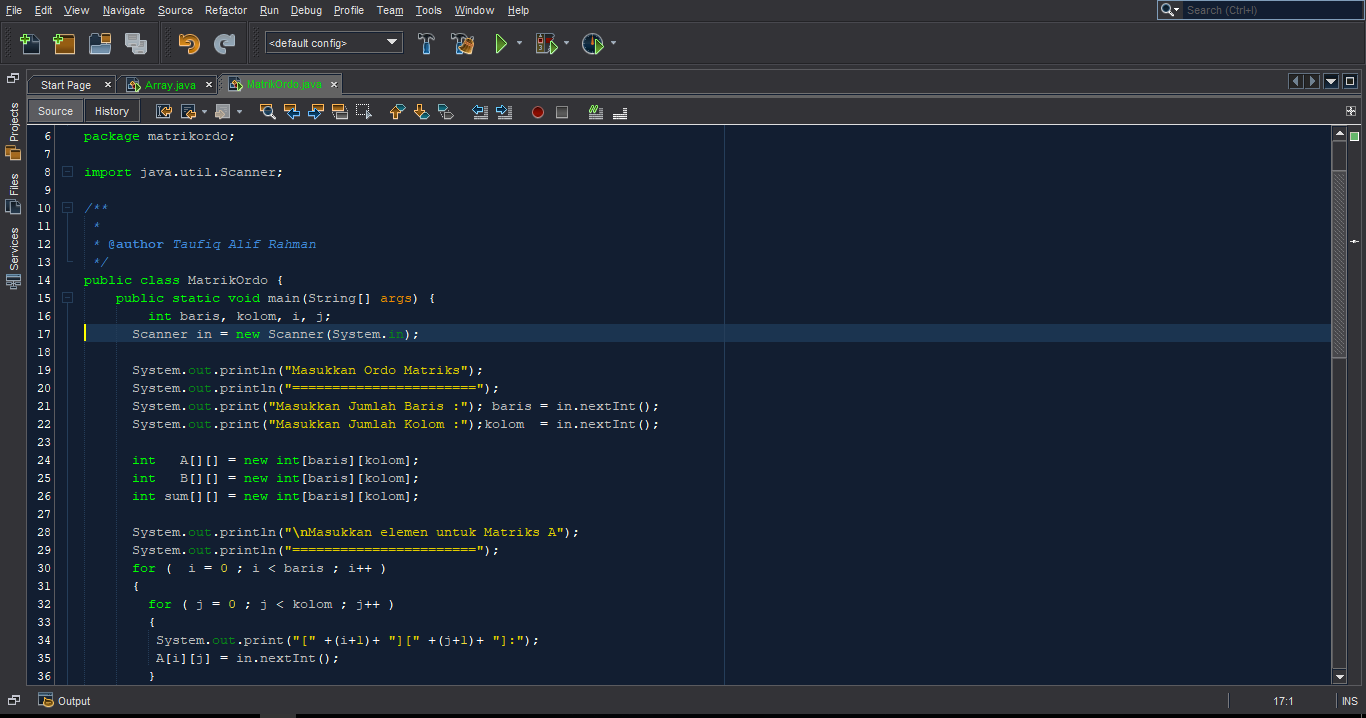 File Edit View Navigate Source Refactor Run Debug Profile Team Tools Window Help
Search (Ctrl+I)
<default config>
Start Page
Array.java
MatrikOrdo.java
Source
History
Projects
Files
Services
6 package matrikordo;
7
8 import java.util.Scanner;
9
10 /**
11 *
12 * @author Taufiq Alif Rahman
13 */
14 public class MatrikOrdo {
15 public static void main(String[] args) {
16 int baris, kolom, i, j;
17 Scanner in = new Scanner(System.in);
18
19 System.out.println("Masukkan Ordo Matriks");
20 System.out.println("=======================");
21 System.out.print("Masukkan Jumlah Baris :"); baris = in.nextInt();
22 System.out.print("Masukkan Jumlah Kolom :");kolom  = in.nextInt();
23
24 int   A[][] = new int[baris][kolom];
25 int   B[][] = new int[baris][kolom];
26 int sum[][] = new int[baris][kolom];
27
28 System.out.println("\nMasukkan elemen untuk Matriks A");
29 System.out.println("=======================");
30 for (  i = 0 ; i < baris ; i++ )
31 {
32 for ( j = 0 ; j < kolom ; j++ )
33 {
34 System.out.print("[" +(i+1)+ "][" +(j+1)+ "]:");
35 A[i][j] = in.nextInt();
36 }
Output
17:1
INS